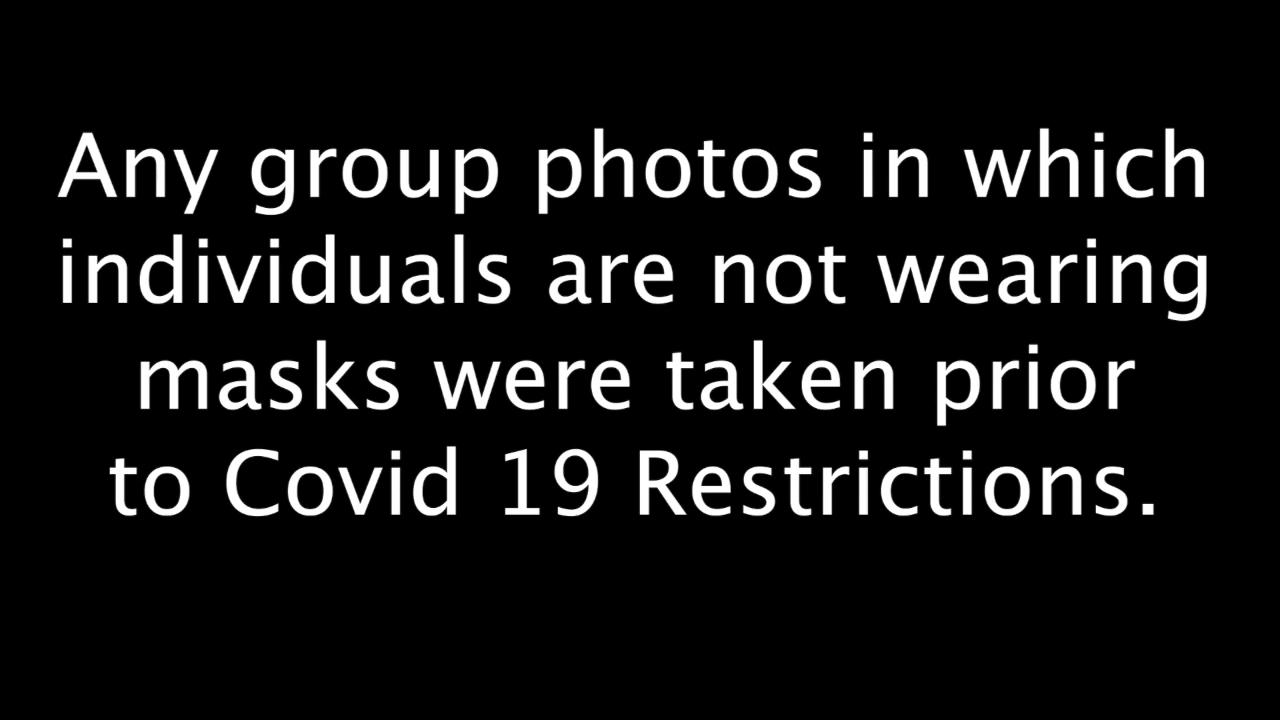 Any group photos in which
individuals are not wearing
masks were taken prior
to Covid 19 Restrictions.